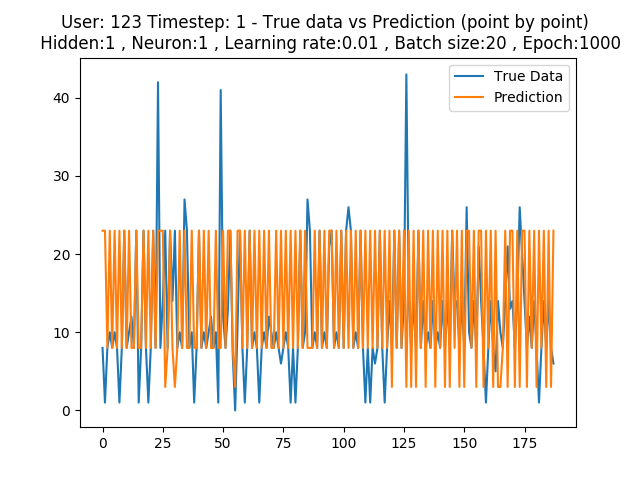 User: 123 Timestep: 1 - True data vs Prediction (point by point)
Hidden:1 , Neuron:1 , Learning rate:0.01 , Batch size:20 , Epoch:1000
True Data
Prediction
40
30
20
10
0
0 25 50 75 100 125 150 175